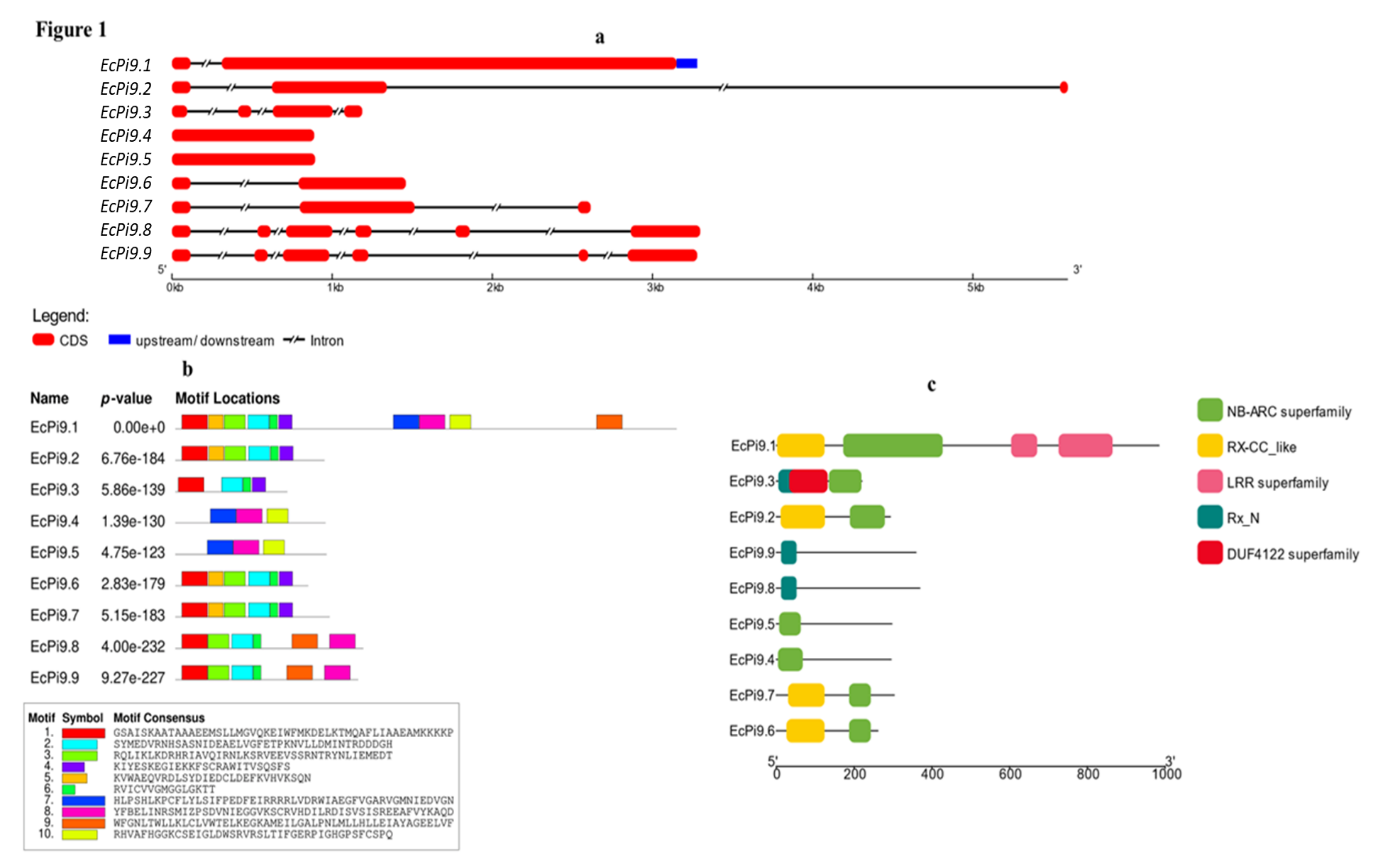 Figure 1
a
EcPi9.1
EcPi9.2
EcPi9.3
EcPi9.4
EcPi9.5
EcPi9.6
EcPi9.7
EcPi9.8
EcPi9.9
5' 3'
0kb 1kb 2kb 3kb 4kb 5kb
Legend:
CDS upstream/ downstream Intron
b
Name p-value Motif Locations
EcPi9.1 0.00e+0
EcPi9.2 6.76e-184
EcPi9.3 5.86e-139
EcPi9.4 1.39e-130
EcPi9.5 4.75e-123
EcPi9.6 2.83e-179
EcPi9.7 5.15e-183
EcPi9.8 4.00e-232
EcPi9.9 9.27e-227
Motif Symbol Motif Consensus
1. GSAISKAATAAAEEMSLLMGVQKEIWFMKDELKTMQAFLIAAEAMKKKKP
2. SYMEDVRNHSASNIDEAELVGFETPKNVLLDMINTRDDDGH
3. RQLIKLKDRHRIAVQIRNLKSRVEEVSSRNTRYNLIEMEDT
4. KIYESKEGIEKKFSCRAWITVSQSFS
5. KVWAEQVRDLSYDIEDCLDEFKVHVKSQN
6. RVICVVGMGGLGKTT
7. HLPSHLKPCFLYLSIFPEDFEIRRRRLVDRWIAEGFVGARVGMNIEDVGN
8. YFBELINRSMIZPSDVNIEGGVKSCRVHDILRDISVSISREEAFVYKAQD
9. WFGNLTWLLKLCLVWTELKEGKAMEILGALPNLMLLHLLEIAYAGEELVF
10. RHVAFHGGKCSEIGLDWSRVRSLTIFGERPIGHGPSFCSPQ
c
EcPi9.1
EcPi9.3
EcPi9.2
EcPi9.9
EcPi9.8
EcPi9.5
EcPi9.4
EcPi9.7
EcPi9.6
5' 3'
0 200 400 600 800 1000
NB-ARC superfamily
RX-CC_like
LRR superfamily
Rx_N
DUF4122 superfamily